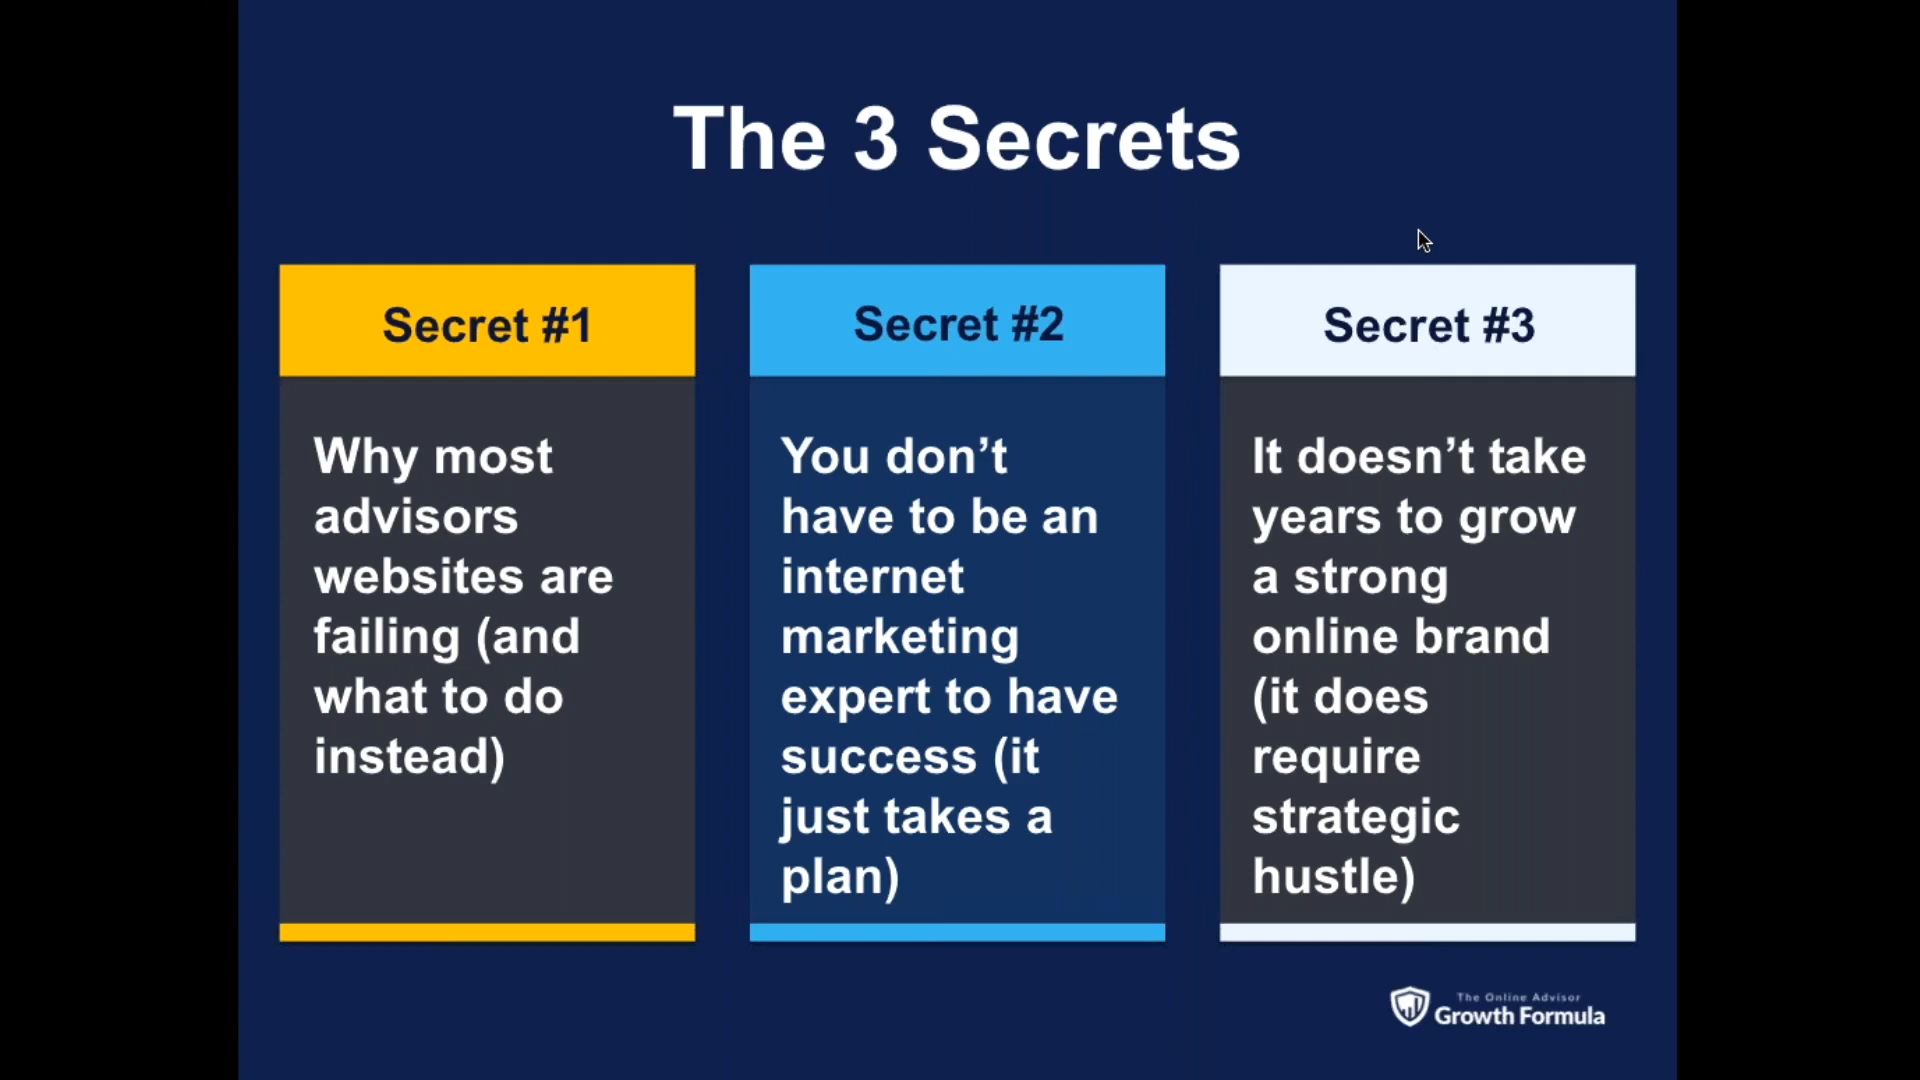 The 3 Secrets
Secret #1
Why most
advisors
websites are
failing (and
what to do
instead)
Secret #2
You don’t
have to be an
internet
marketing
expert to have
success (it
just takes a
plan)
Secret #3
It doesn’t take
years to grow
a strong
online brand
(it does
require
strategic
hustle)
The Online Advisor
Growth Formula